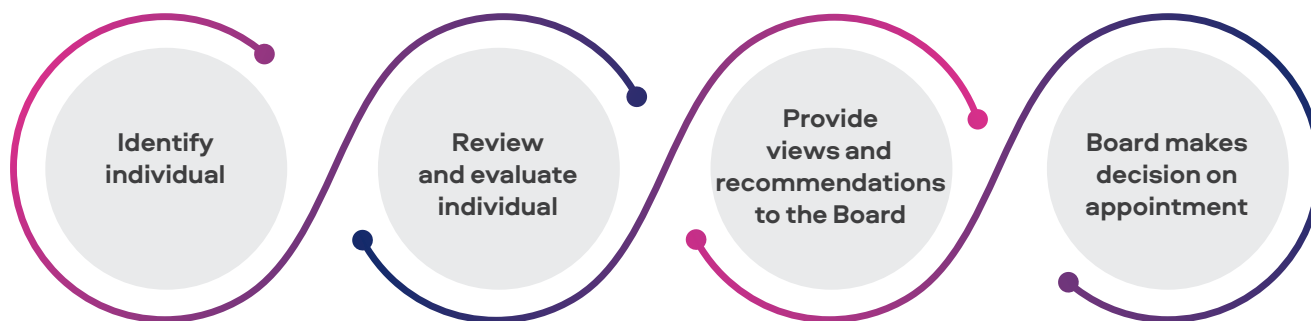 Identify
individual
Review
and evaluate
individual
Provide
views and
recommendations
to the Board
Board makes
decision on
appointment